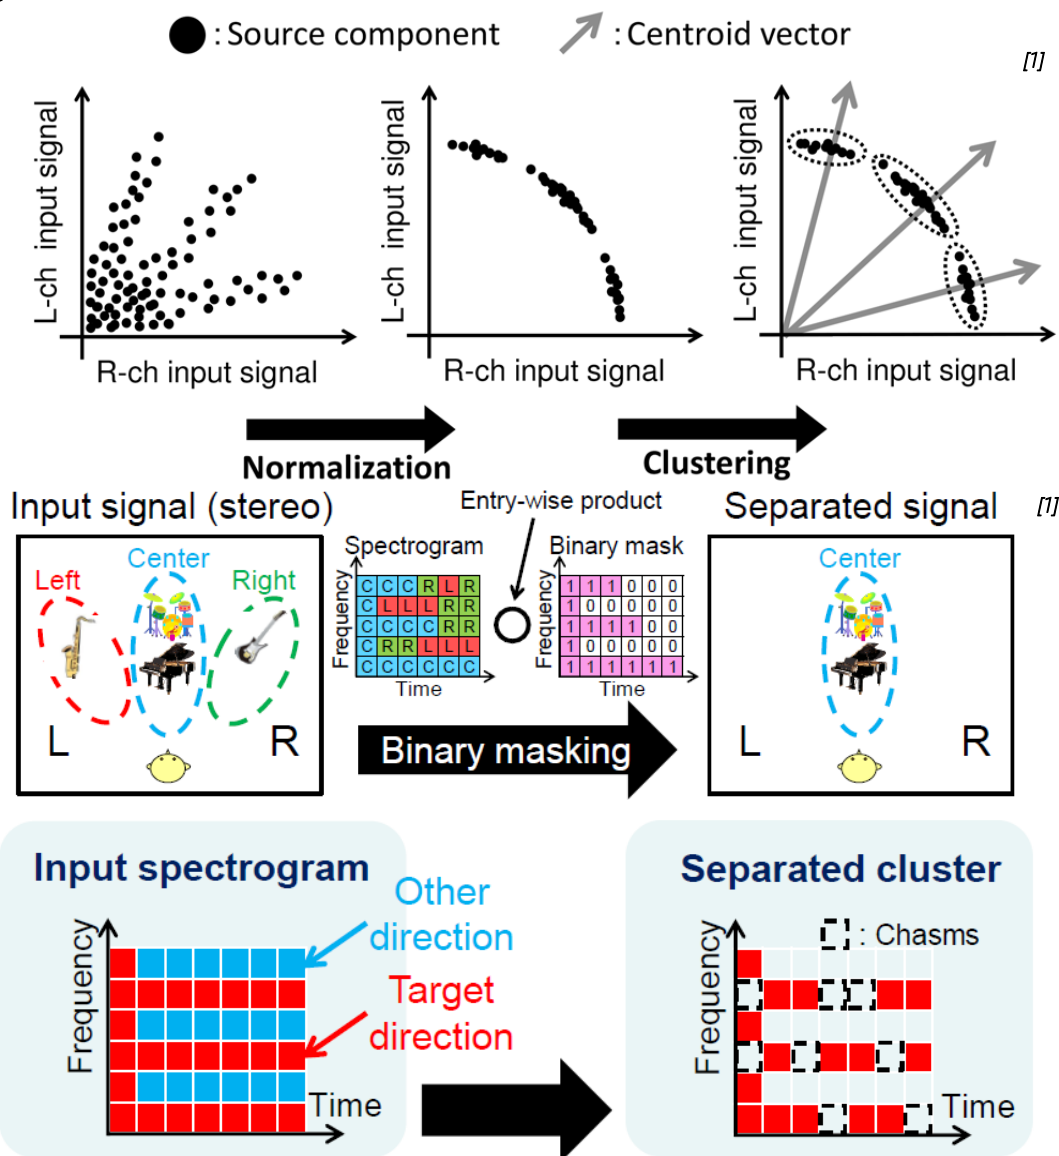 : Source component
: Centroid vector
[1]
L-ch input signal
R-ch input signal
L-ch input signal
R-ch input signal
L-ch input signal
R-ch input signal
Normalization
Clustering
Input signal (stereo)
Entry-wise product
Separated signal
[1]
Center
Left
Right
L
R
Spectrogram
Frequency
C C C R L R
C L L L R R
C C C C R R
C R R L L L
C C C C C C
Time
Binary mask
Frequency
1 1 1 0 0 0
1 0 0 0 0 0
1 1 1 1 0 0
1 0 0 0 0 0
1 1 1 1 1 1
Time
Binary masking
Center
L
R
Input spectrogram
Other
direction
Target
direction
Frequency
Time
Separated cluster
: Chasms
Frequency
Time